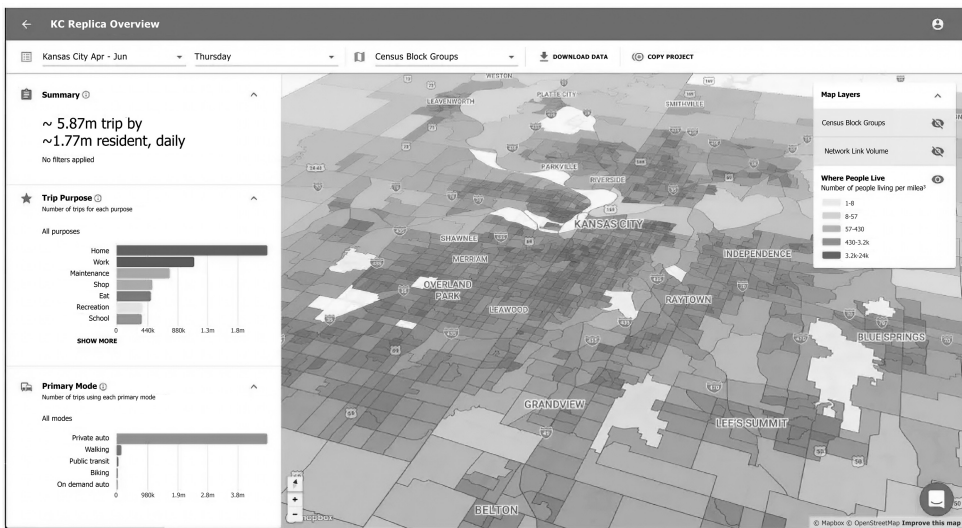 KC Replica Overview
Kansas City Apr - Jun
Thursday
Census Block Groups
DOWNLOAD DATA
COPY PROJECT
Summary
~ 5.87m trip by
~1.77m resident, daily
No filters applied
Trip Purpose
Number of trips for each purpose
All purposes
Home
Work
Maintenance
Shop
Eat
Recreation
School
0 440k 880k 1.3m 1.8m
SHOW MORE
Primary Mode
Number of trips using each primary mode
All modes
Private auto
Walking
Public transit
Biking
On demand auto
0 980k 1.9m 2.8m 3.8m
WESTON
LEAVENWORTH
PLATTE CITY
SMITHVILLE
PARKVILLE
RIVERSIDE
169
KANSAS CITY
SHAWNEE
MERRIAM
INDEPENDENCE
OVERLAND
PARK
LEAWOOD
RAYTOWN
BLUE SPRINGS
GRANDVIEW
LEE'S SUMMIT
BELTON
Map Layers
Census Block Groups
Network Link Volume
Where People Live
Number of people living per milea²
1-8
8-57
57-430
430-3.2k
3.2k-24k
+
−
mapbox
© Mapbox © OpenStreetMap Improve this map